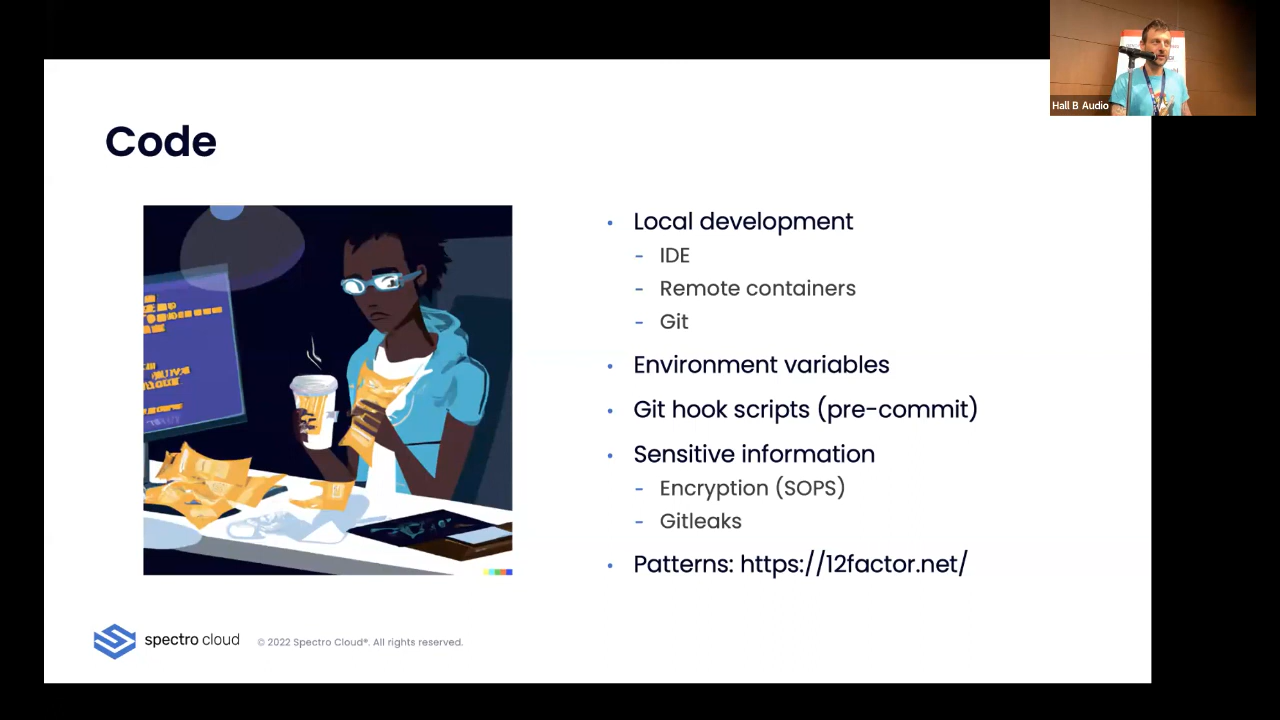 Hall B Audio
Code
• Local development
- IDE
- Remote containers
- Git
• Environment variables
• Git hook scripts (pre-commit)
• Sensitive information
- Encryption (SOPS)
- Gitleaks
• Patterns: https://12factor.net/
spectro cloud
© 2022 Spectro Cloud®. All rights reserved.